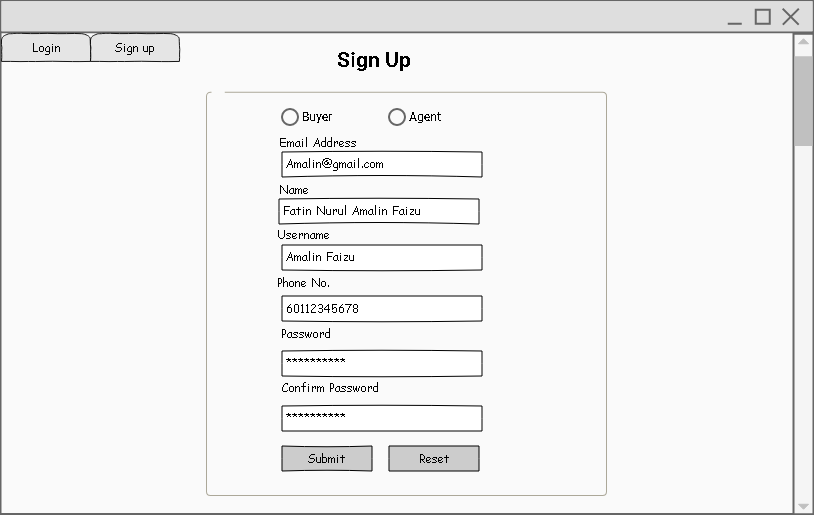 Login Sign up
Sign Up
Buyer Agent
Email Address
Amalin@gmail.com
Name
Fatin Nurul Amalin Faizu
Username
Amalin Faizu
Phone No.
60112345678
Password
**********
Confirm Password
**********
Submit Reset